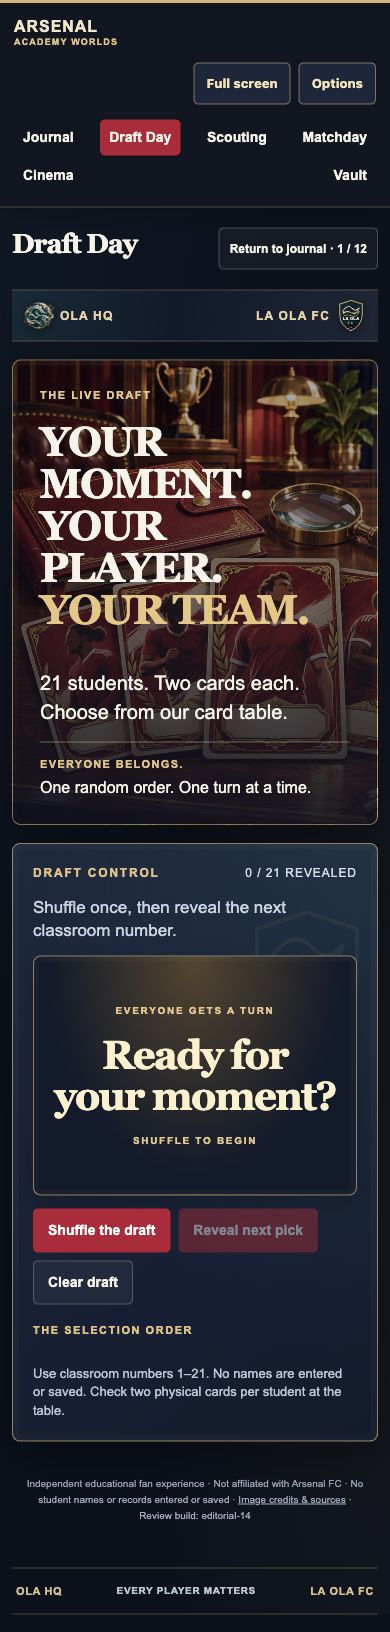 ARSENAL
ACADEMY WORLDS
Full screen
Options
Journal
Draft Day
Scouting
Matchday
Cinema
Vault
Draft Day
Return to journal · 1 / 12
OLA HQ
LA OLA FC
LA OLA
THE LIVE DRAFT
YOUR
MOMENT.
YOUR
PLAYER.
YOUR TEAM.
21 students. Two cards each.
Choose from our card table.
EVERYONE BELONGS.
One random order. One turn at a time.
DRAFT CONTROL
0 / 21 REVEALED
Shuffle once, then reveal the next
classroom number.
EVERYONE GETS A TURN
Ready for
your moment?
SHUFFLE TO BEGIN
Shuffle the draft
Reveal next pick
Clear draft
THE SELECTION ORDER
Use classroom numbers 1–21. No names are entered
or saved. Check two physical cards per student at the
table.
Independent educational fan experience · Not affiliated with Arsenal FC · No
student names or records entered or saved · Image credits & sources ·
Review build: editorial-14
OLA HQ
EVERY PLAYER MATTERS
LA OLA FC